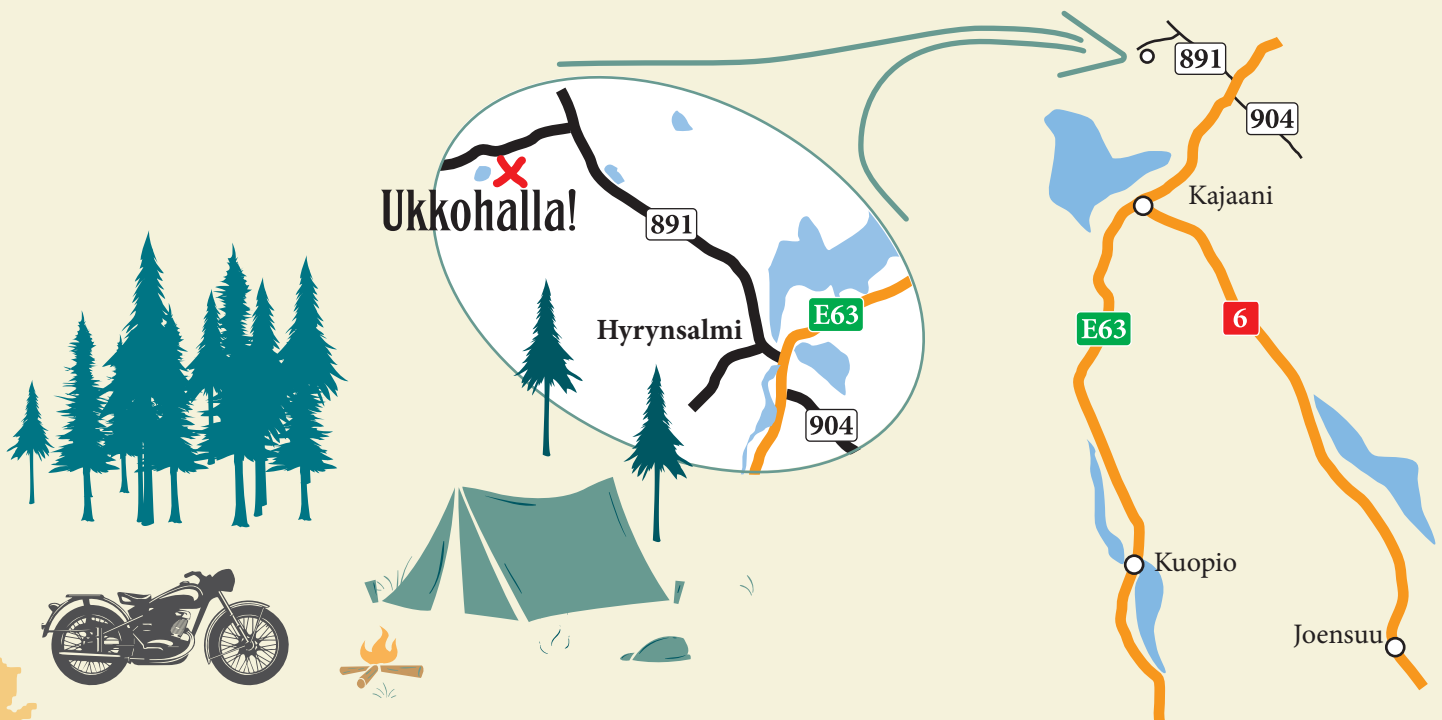 891
904
Ukkohalla!
Kajaani
891
E63
Hyrynsalmi
E63
6
904
Kuopio
Joensuu